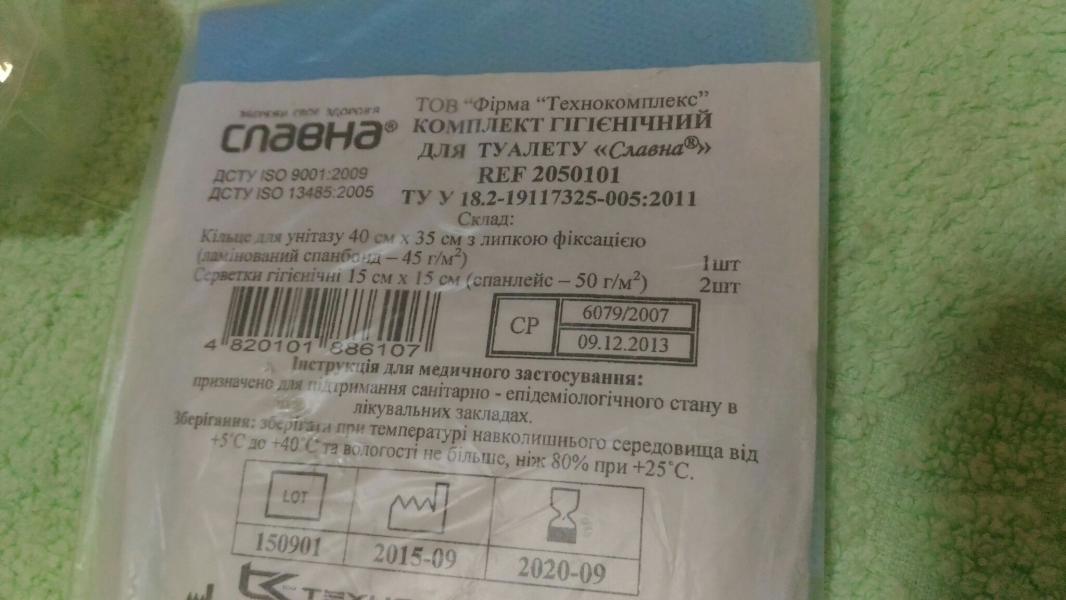 ЗБЕРЕЖИ СВОЄ ЗДОРОВ'Я
Славна®
ДСТУ ISO 9001:2009
ДСТУ ISO 13485:2005
ТОВ "Фірма "Технокомплекс"
КОМПЛЕКТ ГІГІЄНІЧНИЙ
ДЛЯ ТУАЛЕТУ «Славна®»
REF 2050101
ТУ У 18.2-19117325-005:2011
Склад:
Кільце для унітазу 40 см х 35 см з липкою фіксацією
(ламінований спанбонд – 45 г/м²) 1шт
Серветки гігієнічні 15 см х 15 см (спанлейс – 50 г/м²) 2шт
4 820101 886107
СР 6079/2007
09.12.2013
Інструкція для медичного застосування:
призначено для підтримання санітарно - епідеміологічного стану в
лікувальних закладах.
Зберігання: зберігати при температурі навколишнього середовища від
+5˚С до +40˚С та вологості не більше, ніж 80% при +25˚С.
LOT
150901 2015-09 2020-09